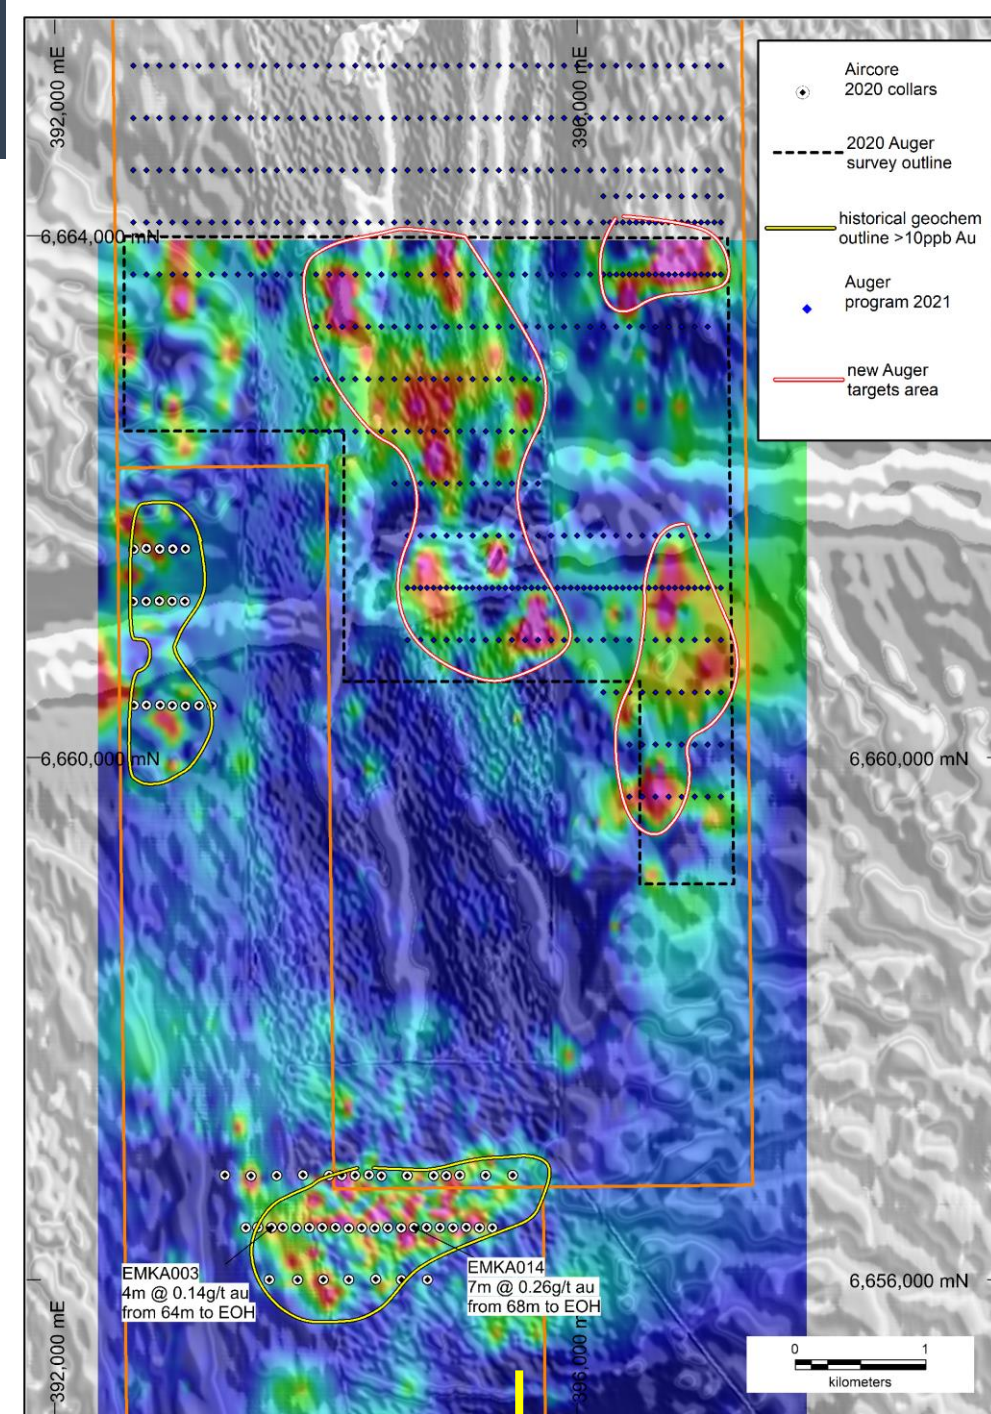 392,000 mE
396,000 mE
Aircore
2020 collars
2020 Auger
survey outline
historical geochem
outline >10ppb Au
Auger
program 2021
new Auger
targets area
6,664,000 mN
6,660,000 mN
6,660,000 mN
EMKA003
4m @ 0.14g/t au
from 64m to EOH
EMKA014
7m @ 0.26g/t au
from 68m to EOH
6,656,000 mN
392,000 mE
396,000 mE
0 1
kilometers